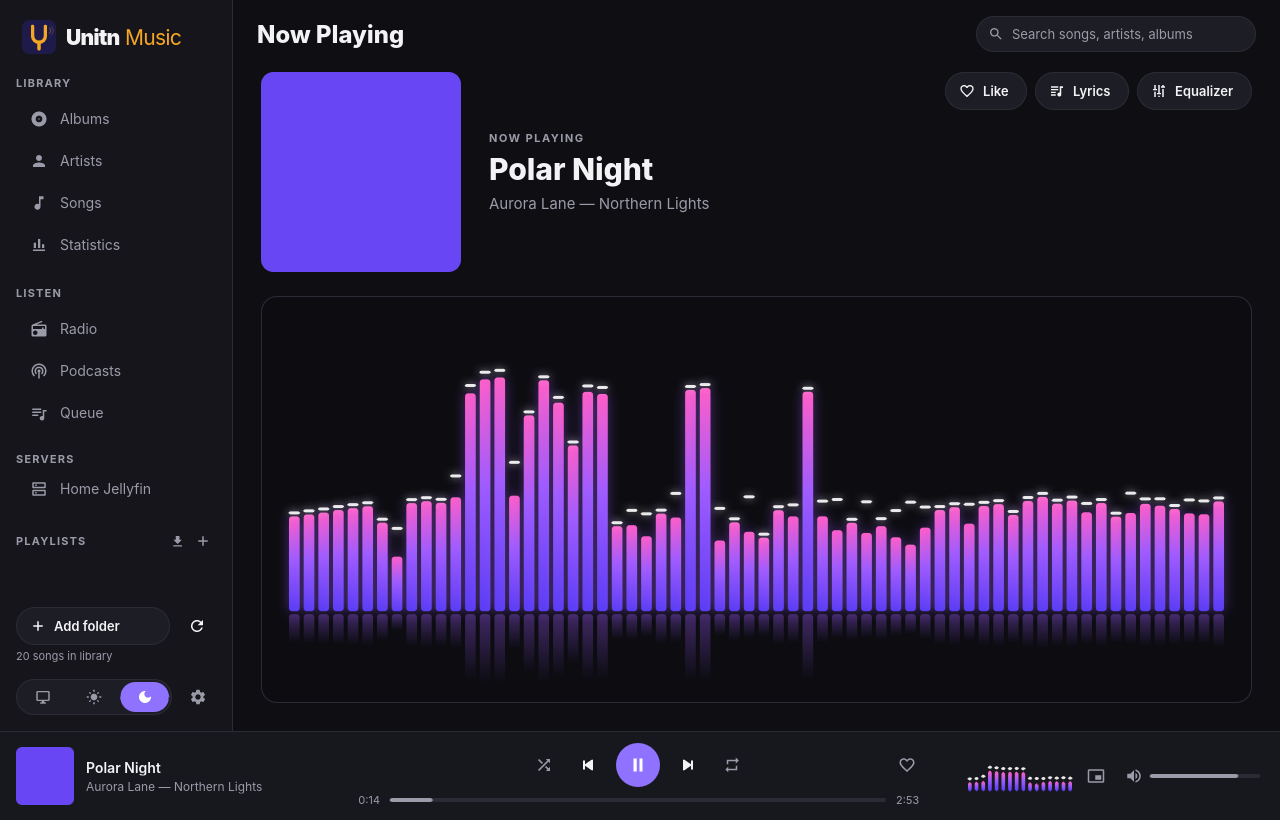 Unitn Music
LIBRARY
Albums
Artists
Songs
Statistics
LISTEN
Radio
Podcasts
Queue
SERVERS
Home Jellyfin
PLAYLISTS
Add folder
20 songs in library
Now Playing
Search songs, artists, albums
Like
Lyrics
Equalizer
NOW PLAYING
Polar Night
Aurora Lane — Northern Lights
Polar Night
Aurora Lane — Northern Lights
0:14
2:53